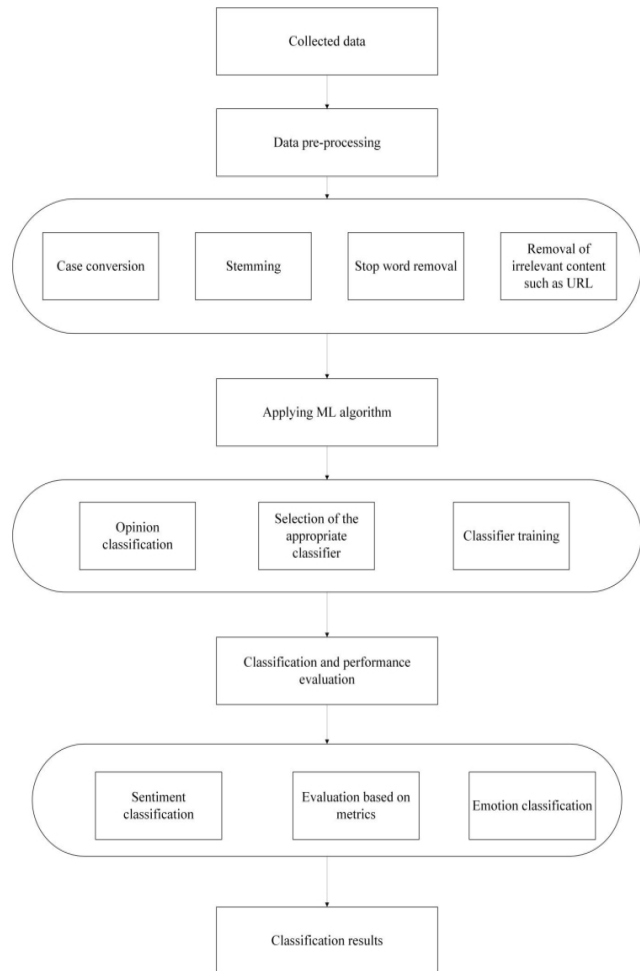 Collected data
Data pre-processing
Case conversion
Stemming
Stop word removal
Removal of
irrelevant content
such as URL
Applying ML algorithm
Opinion
classification
Selection of the
appropriate
classifier
Classifier training
Classification and performance
evaluation
Sentiment
classification
Evaluation based on
metrics
Emotion classification
Classification results